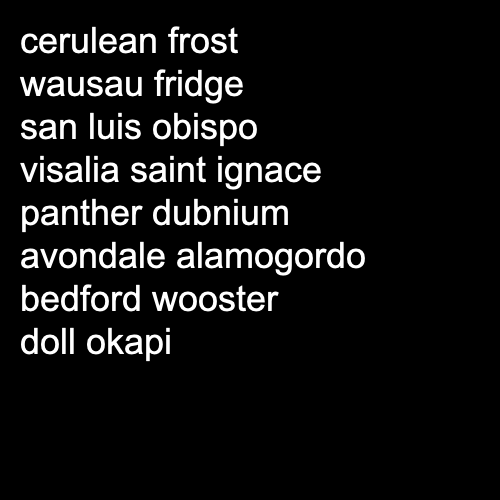 cerulean frost
wausau fridge
san luis obispo
visalia saint ignace
panther dubnium
avondale alamogordo
bedford wooster
doll okapi